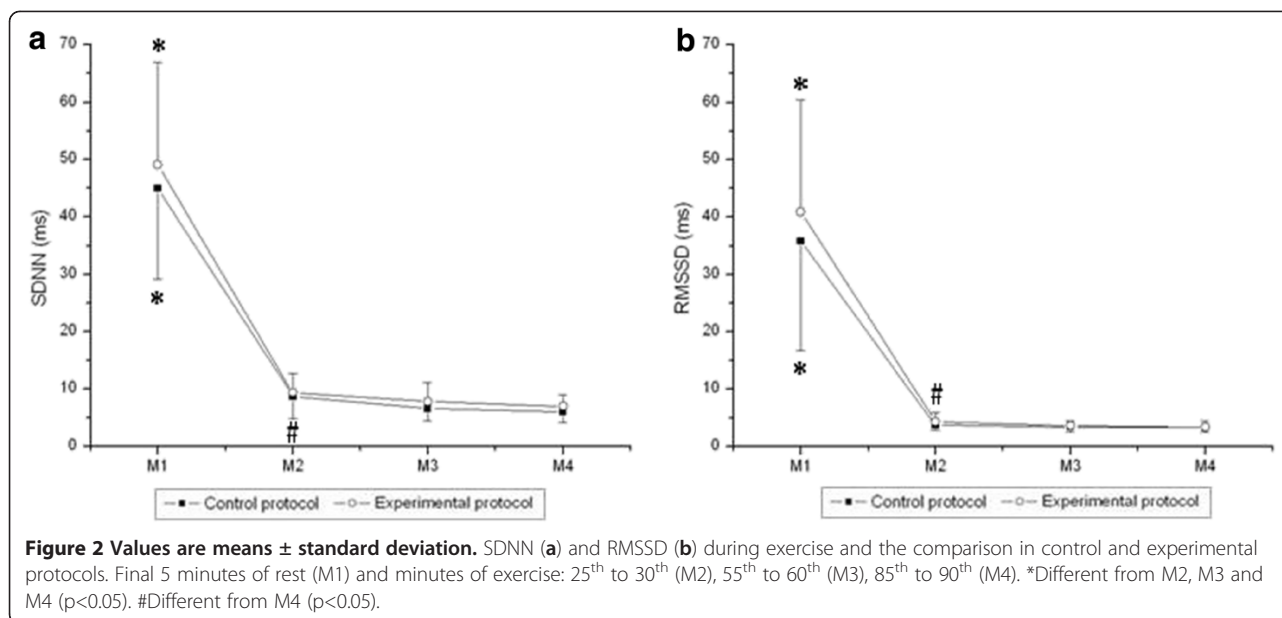 a
70
60
50
40
30
20
10
0
SDNN (ms)
*
*
#
M1 M2 M3 M4
Control protocol Experimental protocol
b
70
60
50
40
30
20
10
0
RMSSD (ms)
*
*
#
M1 M2 M3 M4
Control protocol Experimental protocol
Figure 2 Values are means ± standard deviation. SDNN (a) and RMSSD (b) during exercise and the comparison in control and experimental
protocols. Final 5 minutes of rest (M1) and minutes of exercise: 25th to 30th (M2), 55th to 60th (M3), 85th to 90th (M4). *Different from M2, M3 and
M4 (p<0.05). #Different from M4 (p<0.05).